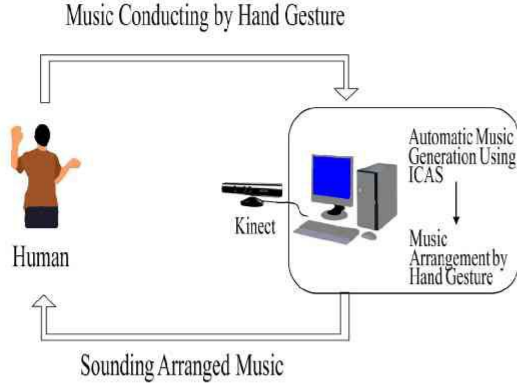 Music Conducting by Hand Gesture
Automatic Music
Generation Using
ICAS
Kinect
Music
Arrangement by
Hand Gesture
Human
Sounding Arranged Music